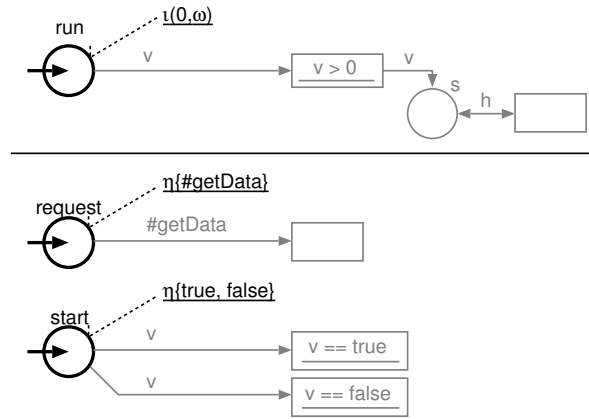 ι(0,ω)
run
v
v > 0
v
s
h
η{#getData}
request
#getData
η{true, false}
start
v
v == true
v
v == false